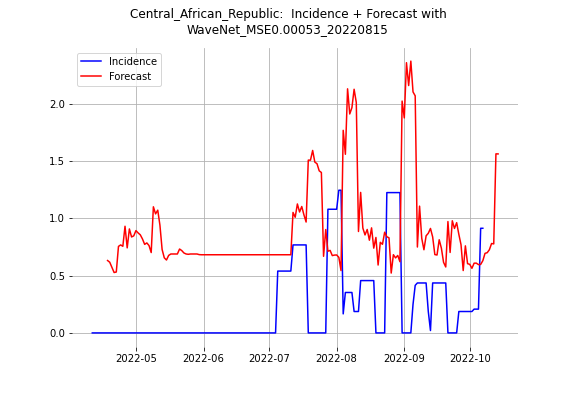 Central_African_Republic:  Incidence + Forecast with
WaveNet_MSE0.00053_20220815
Incidence
Forecast
2.0
1.5
1.0
0.5
0.0
2022-05
2022-06
2022-07
2022-08
2022-09
2022-10